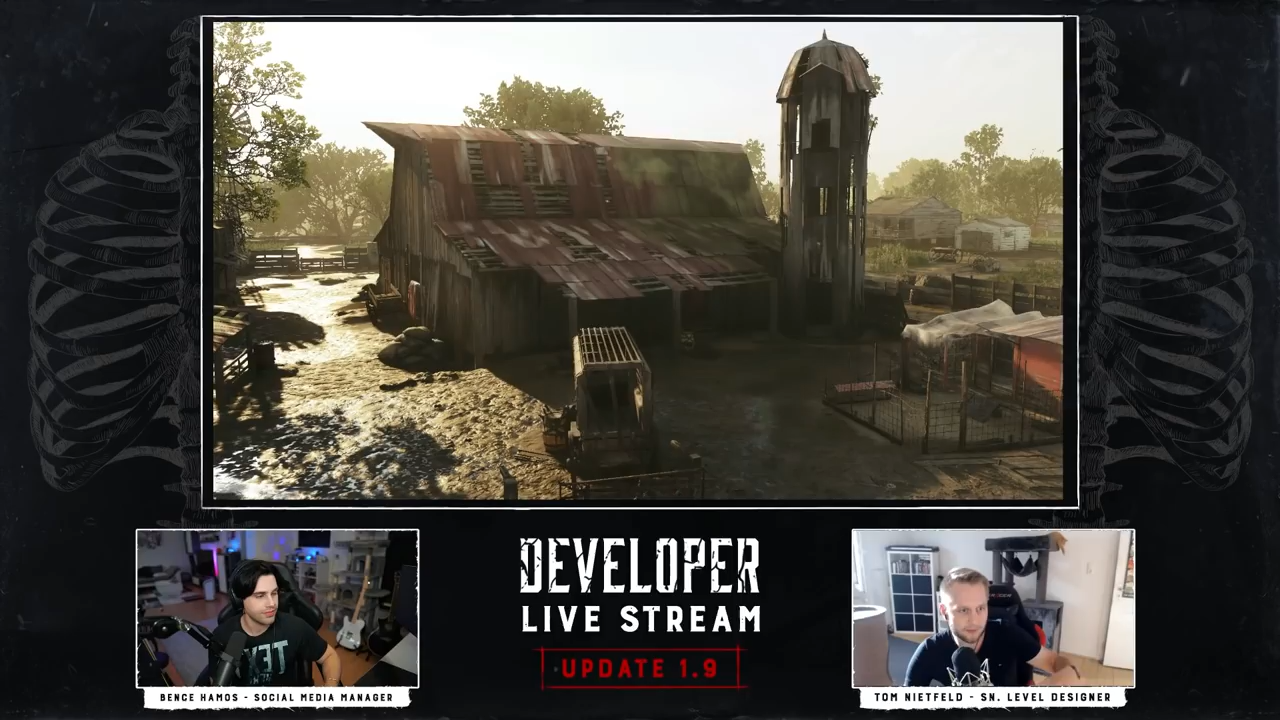 DEVELOPER
LIVE STREAM
UPDATE 1.9
BENCE HAMOS - SOCIAL MEDIA MANAGER
TOM NIETFELD - SN. LEVEL DESIGNER